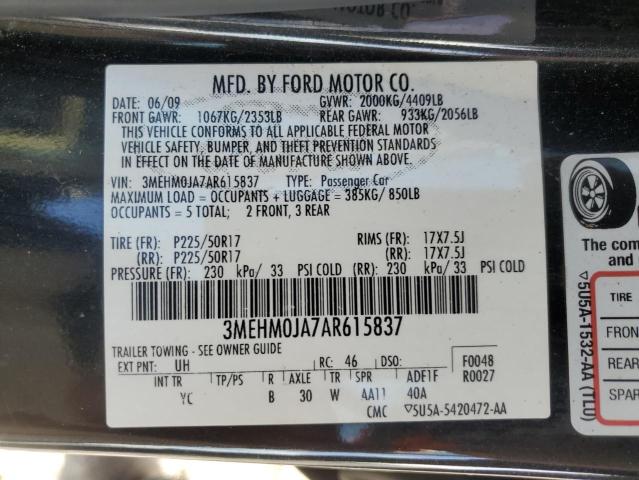 MOTOR CO.
MFD. BY FORD MOTOR CO.
DATE: 06/09 GVWR: 2000KG/4409LB
FRONT GAWR: 1067KG/2353LB REAR GAWR: 933KG/2056LB
THIS VEHICLE CONFORMS TO ALL APPLICABLE FEDERAL MOTOR
VEHICLE SAFETY, BUMPER, AND THEFT PREVENTION STANDARDS
IN EFFECT ON THE DATE OF MANUFACTURE SHOWN ABOVE.
VIN: 3MEHM0JA7AR615837 TYPE: Passenger Car
MAXIMUM LOAD = OCCUPANTS + LUGGAGE = 385KG/ 850LB
OCCUPANTS = 5 TOTAL; 2 FRONT, 3 REAR
TIRE (FR): P225/50R17 RIMS (FR): 17X7.5J
(RR): P225/50R17 (RR): 17X7.5J
PRESSURE (FR): 230 kPa/ 33 PSI COLD (RR): 230 kPa/ 33 PSI COLD
3MEHM0JA7AR615837
TRAILER TOWING - SEE OWNER GUIDE
EXT PNT: UH RC: 46 DSO: F0048
INT TR TP/PS R AXLE TR SPR ADE1F R0027
YC B 30 W 4A11 40A
CMC ▽5U5A-5420472-AA
The com
and
▽5U5A-1532-AA (TL0)
TIRE
FRON
REAR
SPAR